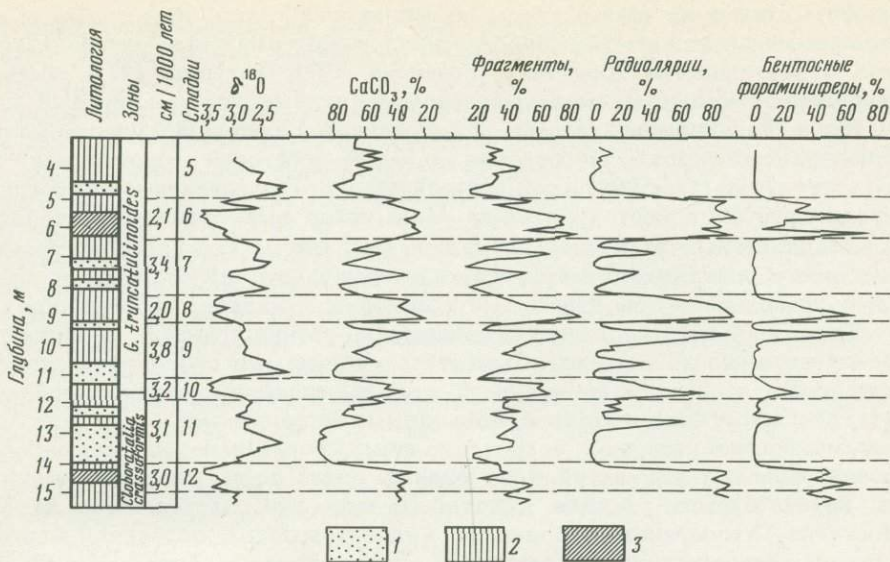 Литология
Зоны
см / 1000 лет
Стадии
δ¹⁸O
3,5 3,0 2,5
CaCO₃, %
80 60 40 20
Фрагменты, %
20 40 60 80
Радиолярии, %
0 20 40 60 80
Бентосные фораминиферы, %
0 20 40 60 80
Глубина, м
4
5
6
7
8
9
10
11
12
13
14
15
G. truncatulinoides
Globorotalia crassaformis
5
2,1 6
3,4 7
2,0 8
3,8 9
3,2 10
3,1 11
3,0 12
1 2 3